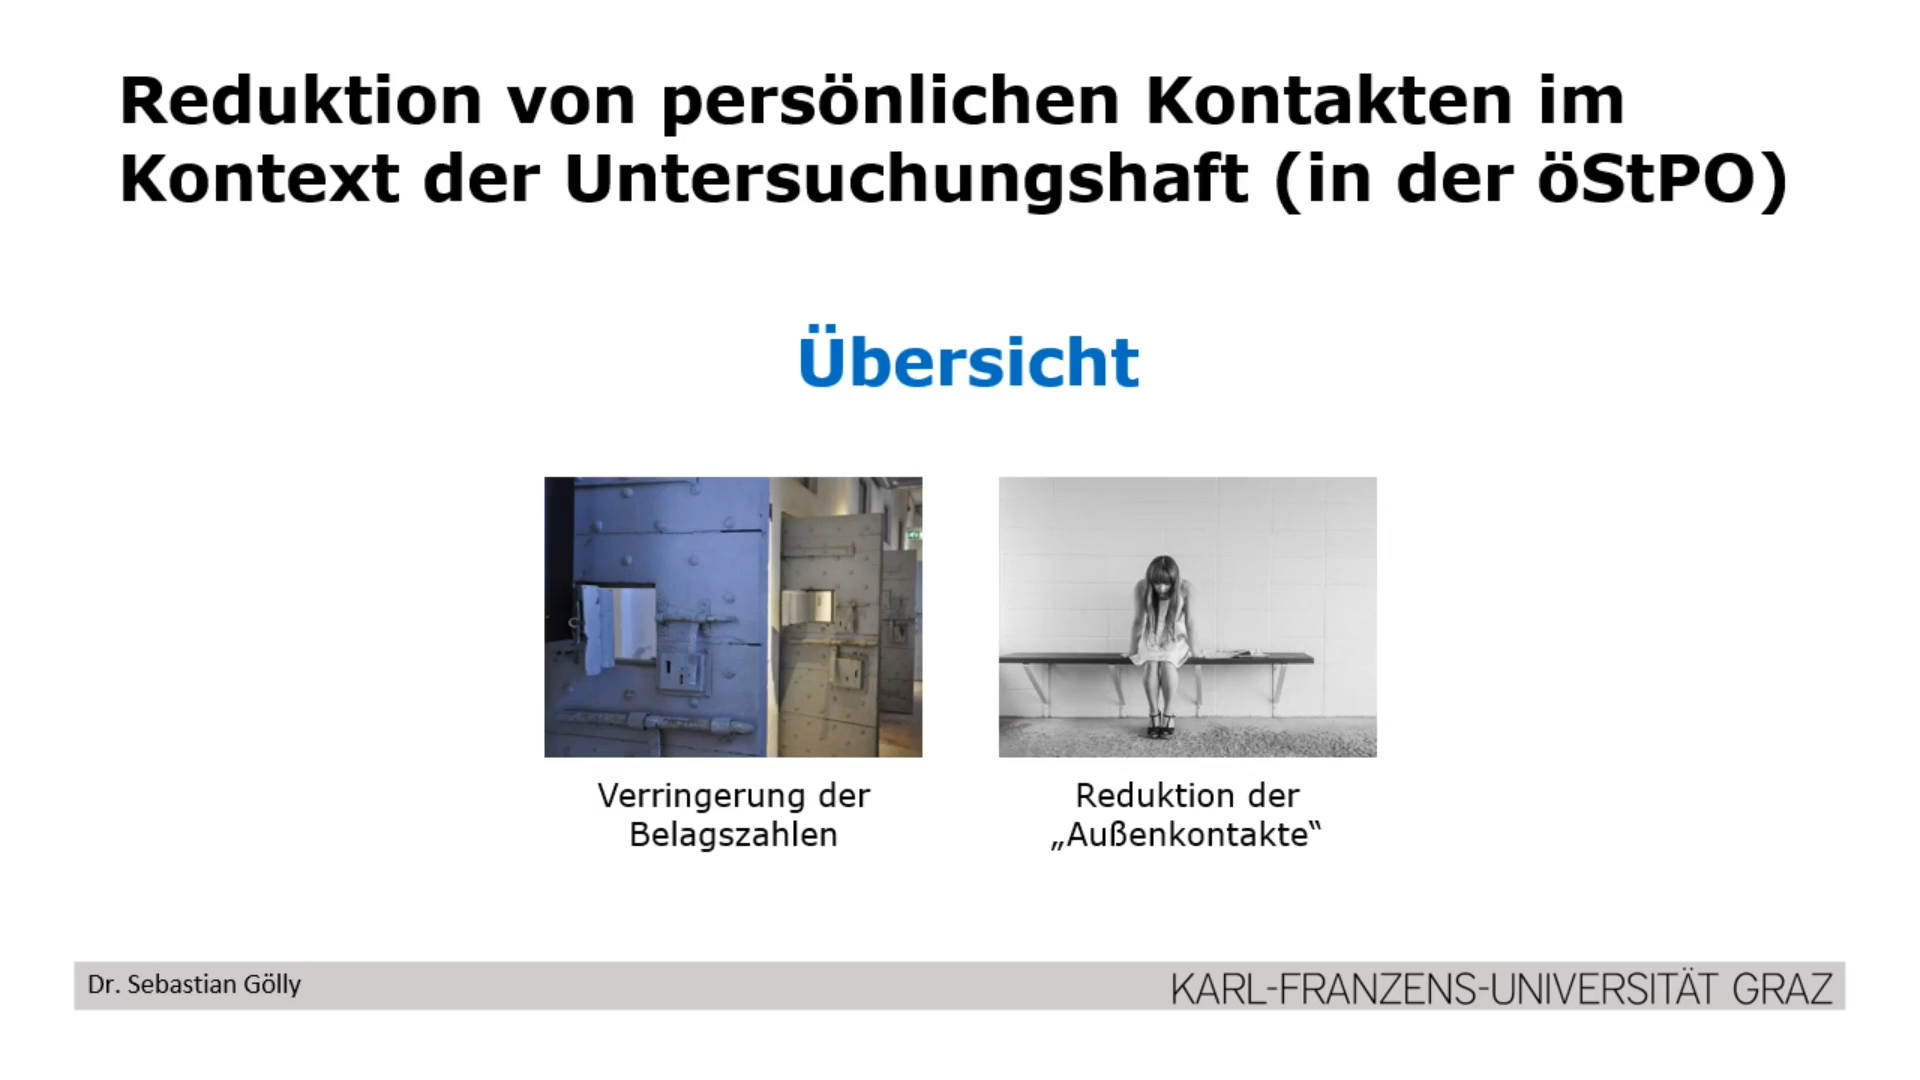 Reduktion von persönlichen Kontakten im
Kontext der Untersuchungshaft (in der öStPO)
Übersicht
Verringerung der
Belagszahlen
Reduktion der
„Außenkontakte“
Dr. Sebastian Gölly
KARL-FRANZENS-UNIVERSITÄT GRAZ